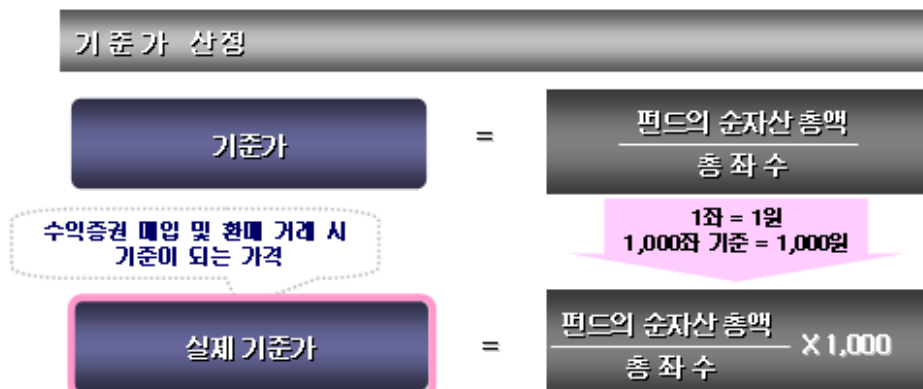 기준가 산정
기준가
=
펀드의 순자산 총액
총 좌 수
수익증권 매입 및 환매 거래 시
기준이 되는 가격
1좌 = 1원
1,000좌 기준 = 1,000원
실제 기준가
=
펀드의 순자산 총액
총 좌 수
X 1,000